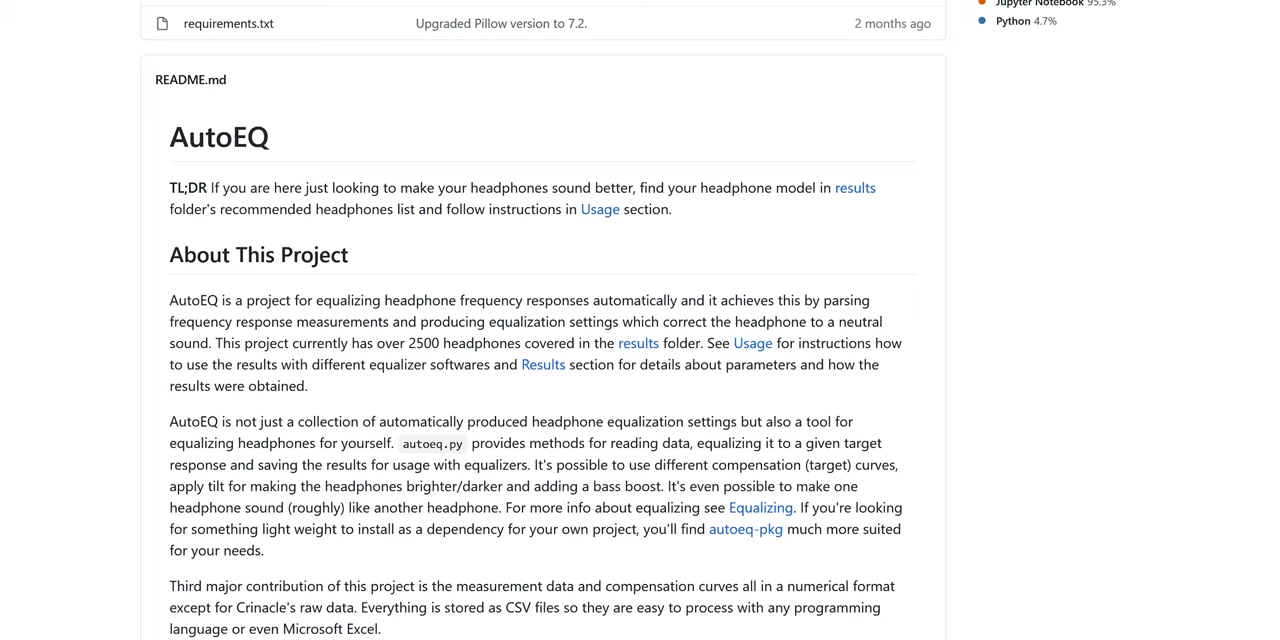 requirements.txt Upgraded Pillow version to 7.2. 2 months ago
Jupyter Notebook 95.3%
Python 4.7%
README.md
AutoEQ
TL;DR If you are here just looking to make your headphones sound better, find your headphone model in results
folder's recommended headphones list and follow instructions in Usage section.
About This Project
AutoEQ is a project for equalizing headphone frequency responses automatically and it achieves this by parsing
frequency response measurements and producing equalization settings which correct the headphone to a neutral
sound. This project currently has over 2500 headphones covered in the results folder. See Usage for instructions how
to use the results with different equalizer softwares and Results section for details about parameters and how the
results were obtained.
AutoEQ is not just a collection of automatically produced headphone equalization settings but also a tool for
equalizing headphones for yourself. autoeq.py provides methods for reading data, equalizing it to a given target
response and saving the results for usage with equalizers. It's possible to use different compensation (target) curves,
apply tilt for making the headphones brighter/darker and adding a bass boost. It's even possible to make one
headphone sound (roughly) like another headphone. For more info about equalizing see Equalizing. If you're looking
for something light weight to install as a dependency for your own project, you'll find autoeq-pkg much more suited
for your needs.
Third major contribution of this project is the measurement data and compensation curves all in a numerical format
except for Crinacle's raw data. Everything is stored as CSV files so they are easy to process with any programming
language or even Microsoft Excel.